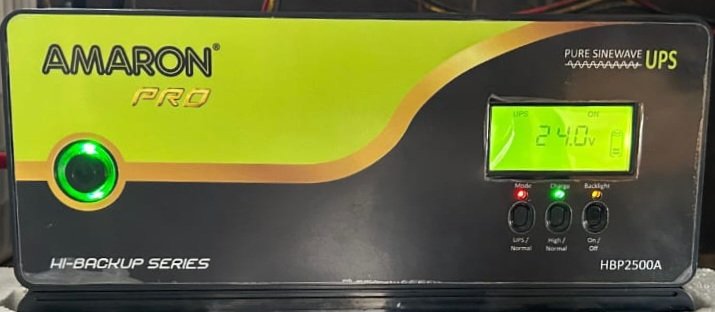 AMARON®
PRO
PURE SINEWAVE
UPS
UPS ON
24.0v
Mode Charge Backlight
UPS / Normal
High / Normal
On / Off
HI-BACKUP SERIES
HBP2500A